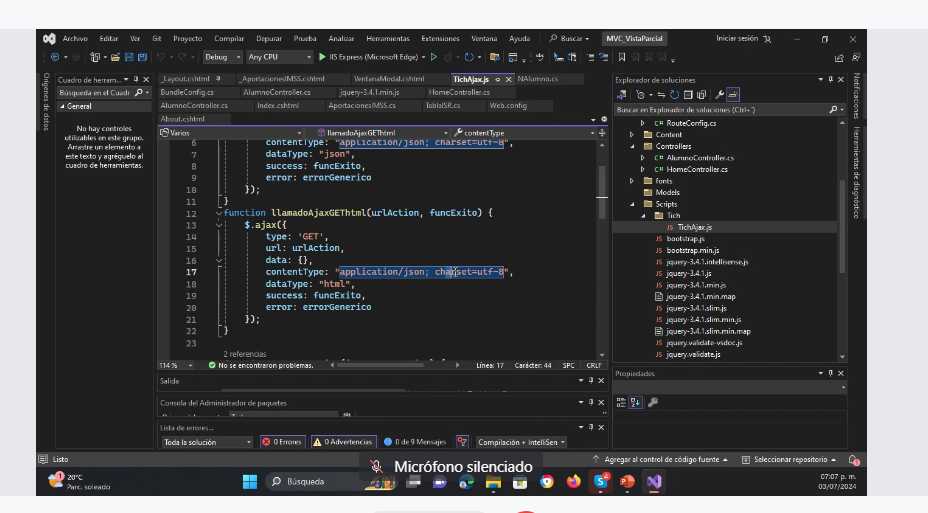 Archivo Editar Ver Git Proyecto Compilar Depurar Prueba Analizar Herramientas Extensiones Ventana Ayuda Buscar MVC_VistaParcial Iniciar sesión
Debug Any CPU IIS Express (Microsoft Edge)
Orígenes de datos
Cuadro de herram...
Búsqueda en el Cuadr
General
No hay controles
utilizables en este grupo.
Arrastre un elemento a
este texto y agréguelo al
cuadro de herramientas.
_Layout.cshtml _AportacionesIMSS.cshtml VentanaModal.cshtml TichAjax.js NAlumno.cs
BundleConfig.cs AlumnoController.cs jquery-3.4.1.min.js HomeController.cs
AlumnoController.cs Index.cshtml AportacionesIMSS.cs TablaISR.cs Web.config
About.cshtml
Varios llamadoAjaxGEThtml contentType
6 contentType: "application/json; charset=utf-8",
7 dataType: "json",
8 success: funcExito,
9 error: errorGenerico
10 });
11 }
12 function llamadoAjaxGEThtml(urlAction, funcExito) {
13 $.ajax({
14 type: 'GET',
15 url: urlAction,
16 data: {},
17 contentType: "application/json; charset=utf-8",
18 dataType: "html",
19 success: funcExito,
20 error: errorGenerico
21 });
22 }
23
2 referencias
114 % No se encontraron problemas. Línea: 17 Carácter: 44 SPC CRLF
Salida
Consola del Administrador de paquetes
Lista de errores...
Toda la solución 0 Errores 0 Advertencias 0 de 9 Mensajes Compilación + IntelliSen
Explorador de soluciones
Buscar en Explorador de soluciones (Ctrl+¨)
C# RouteConfig.cs
Content
Controllers
C# AlumnoController.cs
C# HomeController.cs
fonts
Models
Scripts
Tich
JS TichAjax.js
JS bootstrap.js
JS bootstrap.min.js
JS jquery-3.4.1.intellisense.js
JS jquery-3.4.1.js
JS jquery-3.4.1.min.js
jquery-3.4.1.min.map
JS jquery-3.4.1.slim.js
JS jquery-3.4.1.slim.min.js
jquery-3.4.1.slim.min.map
JS jquery.validate-vsdoc.js
JS jquery.validate.js
Propiedades
Notificaciones
Herramientas de diagnóstico
Listo Agregar al control de código fuente Seleccionar repositorio
Micrófono silenciado
20°C
Parc. soleado
Búsqueda
07:07 p. m.
03/07/2024